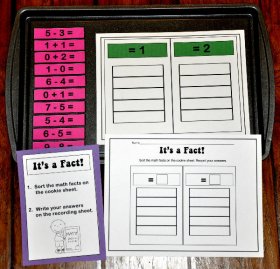 5 - 3 =
1 + 1 =
0 + 2 =
1 - 0 =
6 - 4 =
0 + 1 =
7 - 5 =
5 - 4 =
6 - 5 =
9 - 8 =
= 1
= 2
It's a Fact!
1. Sort the math facts on
the cookie sheet.
2. Write your answers
on the recording sheet.
It's a Fact!
Sort the math facts on the cookie sheet. Record your answers.
=
=